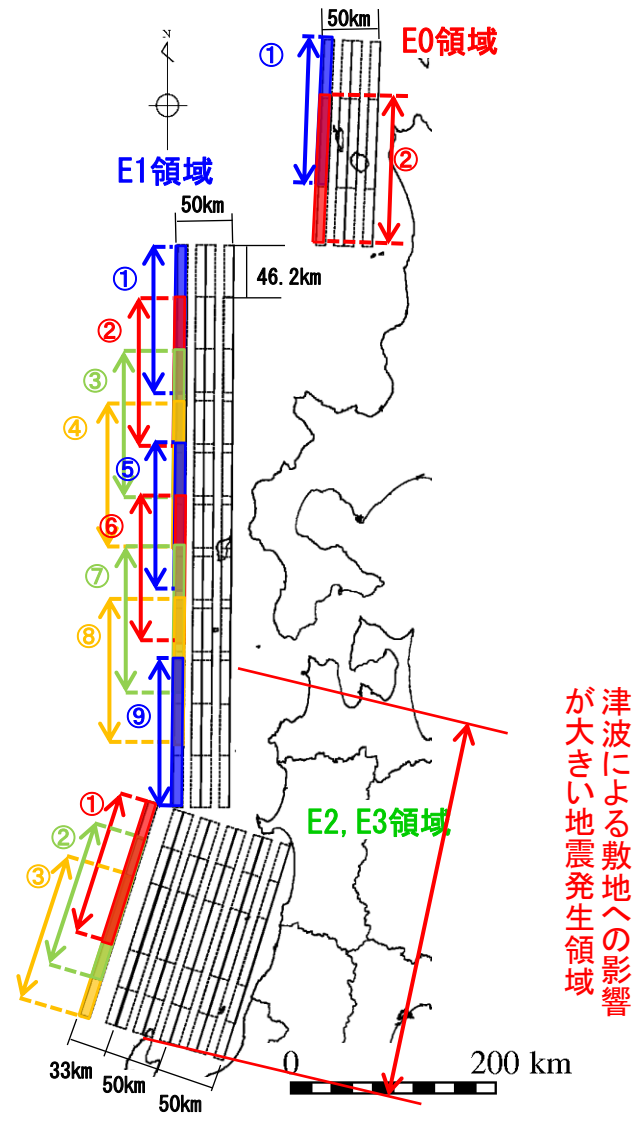 50km
E0領域
①
②
N
E1領域
50km
46.2km
①
②
③
④
⑤
⑥
⑦
⑧
⑨
津波による敷地への影響
が大きい地震発生領域
E2,E3領域
①
②
③
33km
50km
50km
0
200 km